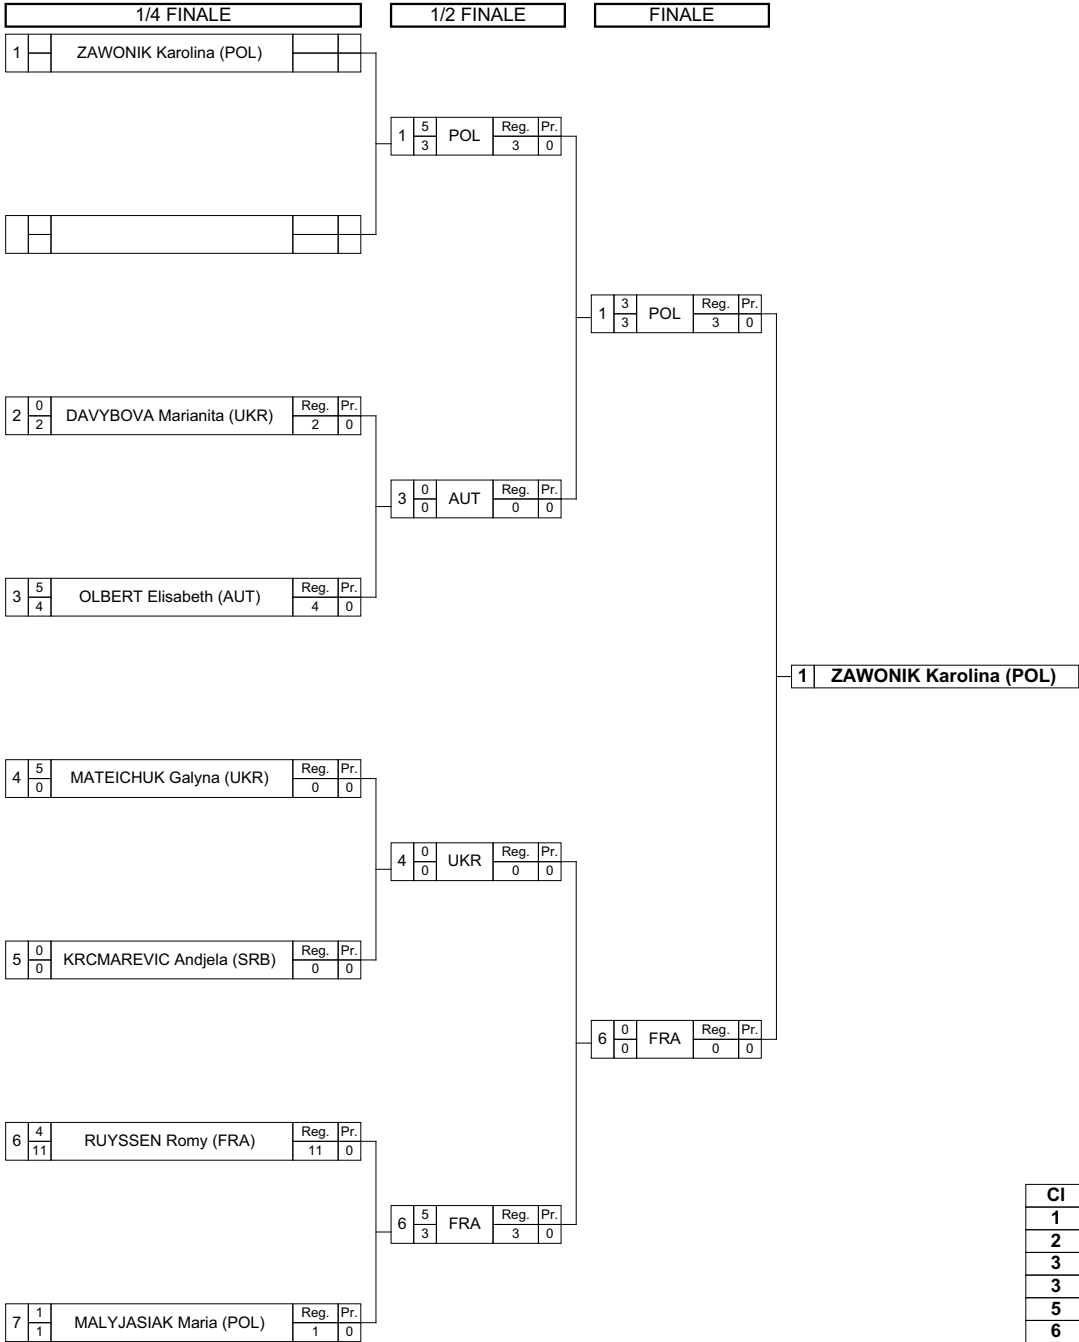 1/4 FINALE 1/2 FINALE FINALE
1 ZAWONIK Karolina (POL)
1 5 3 POL Reg. Pr. 3 0
1 3 3 POL Reg. Pr. 3 0
2 0 2 DAVYBOVA Marianita (UKR) Reg. Pr. 2 0
3 0 0 AUT Reg. Pr. 0 0
3 5 4 OLBERT Elisabeth (AUT) Reg. Pr. 4 0
1 ZAWONIK Karolina (POL)
4 5 0 MATEICHUK Galyna (UKR) Reg. Pr. 0 0
4 0 0 UKR Reg. Pr. 0 0
5 0 0 KRCMAREVIC Andjela (SRB) Reg. Pr. 0 0
6 0 0 FRA Reg. Pr. 0 0
6 4 11 RUYSSEN Romy (FRA) Reg. Pr. 11 0
6 5 3 FRA Reg. Pr. 3 0
7 1 1 MALYJASIAK Maria (POL) Reg. Pr. 1 0
Cl
1
2
3
3
5
6